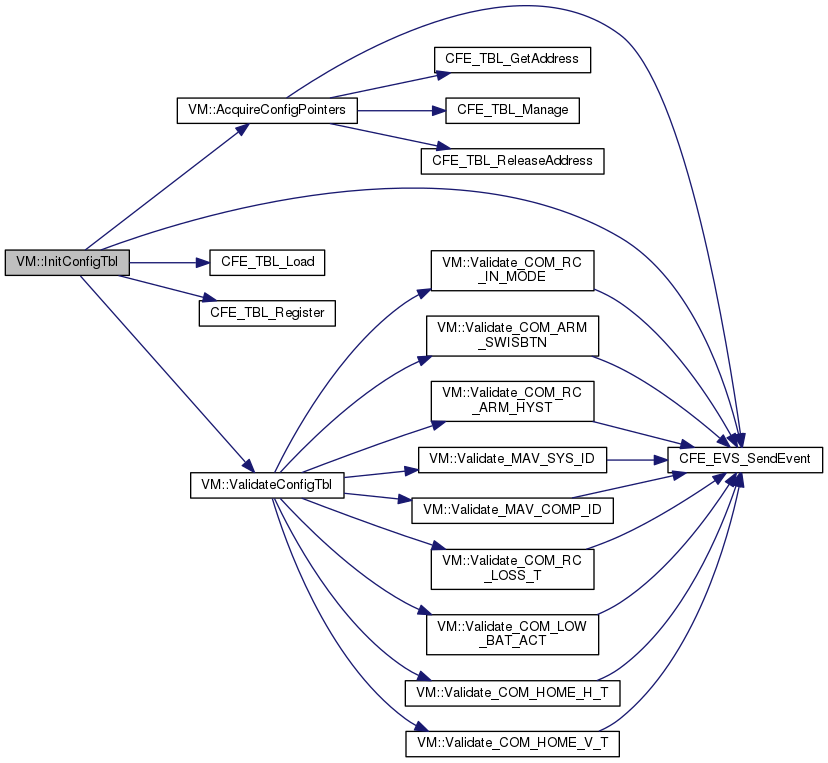 CFE_TBL_GetAddress
VM::AcquireConfigPointers
CFE_TBL_Manage
CFE_TBL_ReleaseAddress
VM::InitConfigTbl
CFE_TBL_Load
CFE_TBL_Register
VM::Validate_COM_RC
_IN_MODE
VM::Validate_COM_ARM
_SWISBTN
VM::Validate_COM_RC
_ARM_HYST
VM::Validate_MAV_SYS_ID
CFE_EVS_SendEvent
VM::ValidateConfigTbl
VM::Validate_MAV_COMP_ID
VM::Validate_COM_RC
_LOSS_T
VM::Validate_COM_LOW
_BAT_ACT
VM::Validate_COM_HOME_H_T
VM::Validate_COM_HOME_V_T